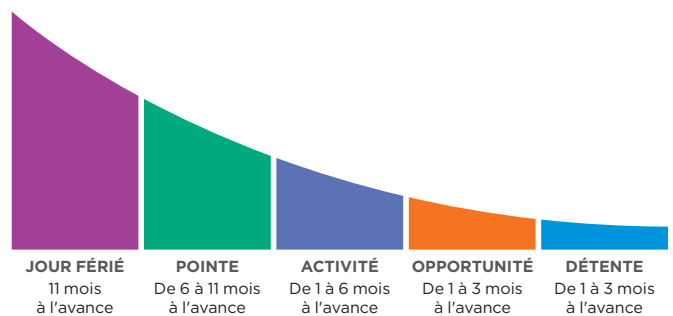 JOUR FÉRIÉ
11 mois
à l'avance
POINTE
De 6 à 11 mois
à l'avance
ACTIVITÉ
De 1 à 6 mois
à l'avance
OPPORTUNITÉ
De 1 à 3 mois
à l'avance
DÉTENTE
De 1 à 3 mois
à l'avance